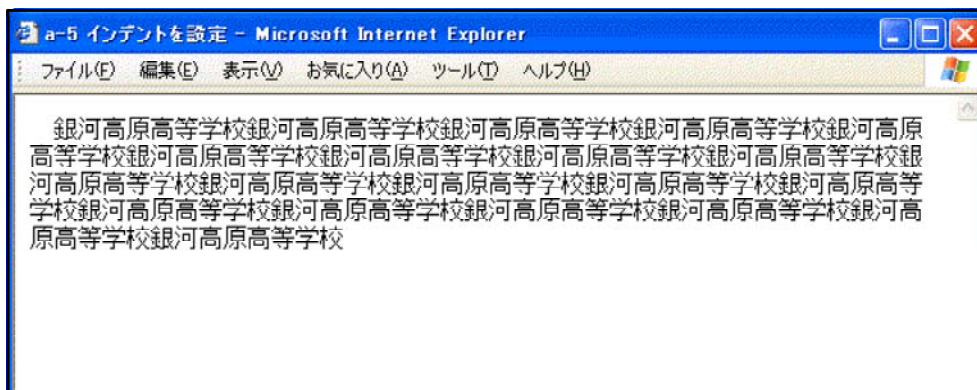 a-5 インデントを設定 - Microsoft Internet Explorer
ファイル(F) 編集(E) 表示(V) お気に入り(A) ツール(T) ヘルプ(H)
　銀河高原高等学校銀河高原高等学校銀河高原高等学校銀河高原高等学校銀河高原
高等学校銀河高原高等学校銀河高原高等学校銀河高原高等学校銀河高原高等学校銀
河高原高等学校銀河高原高等学校銀河高原高等学校銀河高原高等学校銀河高原高等
学校銀河高原高等学校銀河高原高等学校銀河高原高等学校銀河高原高等学校銀河高
原高等学校銀河高原高等学校